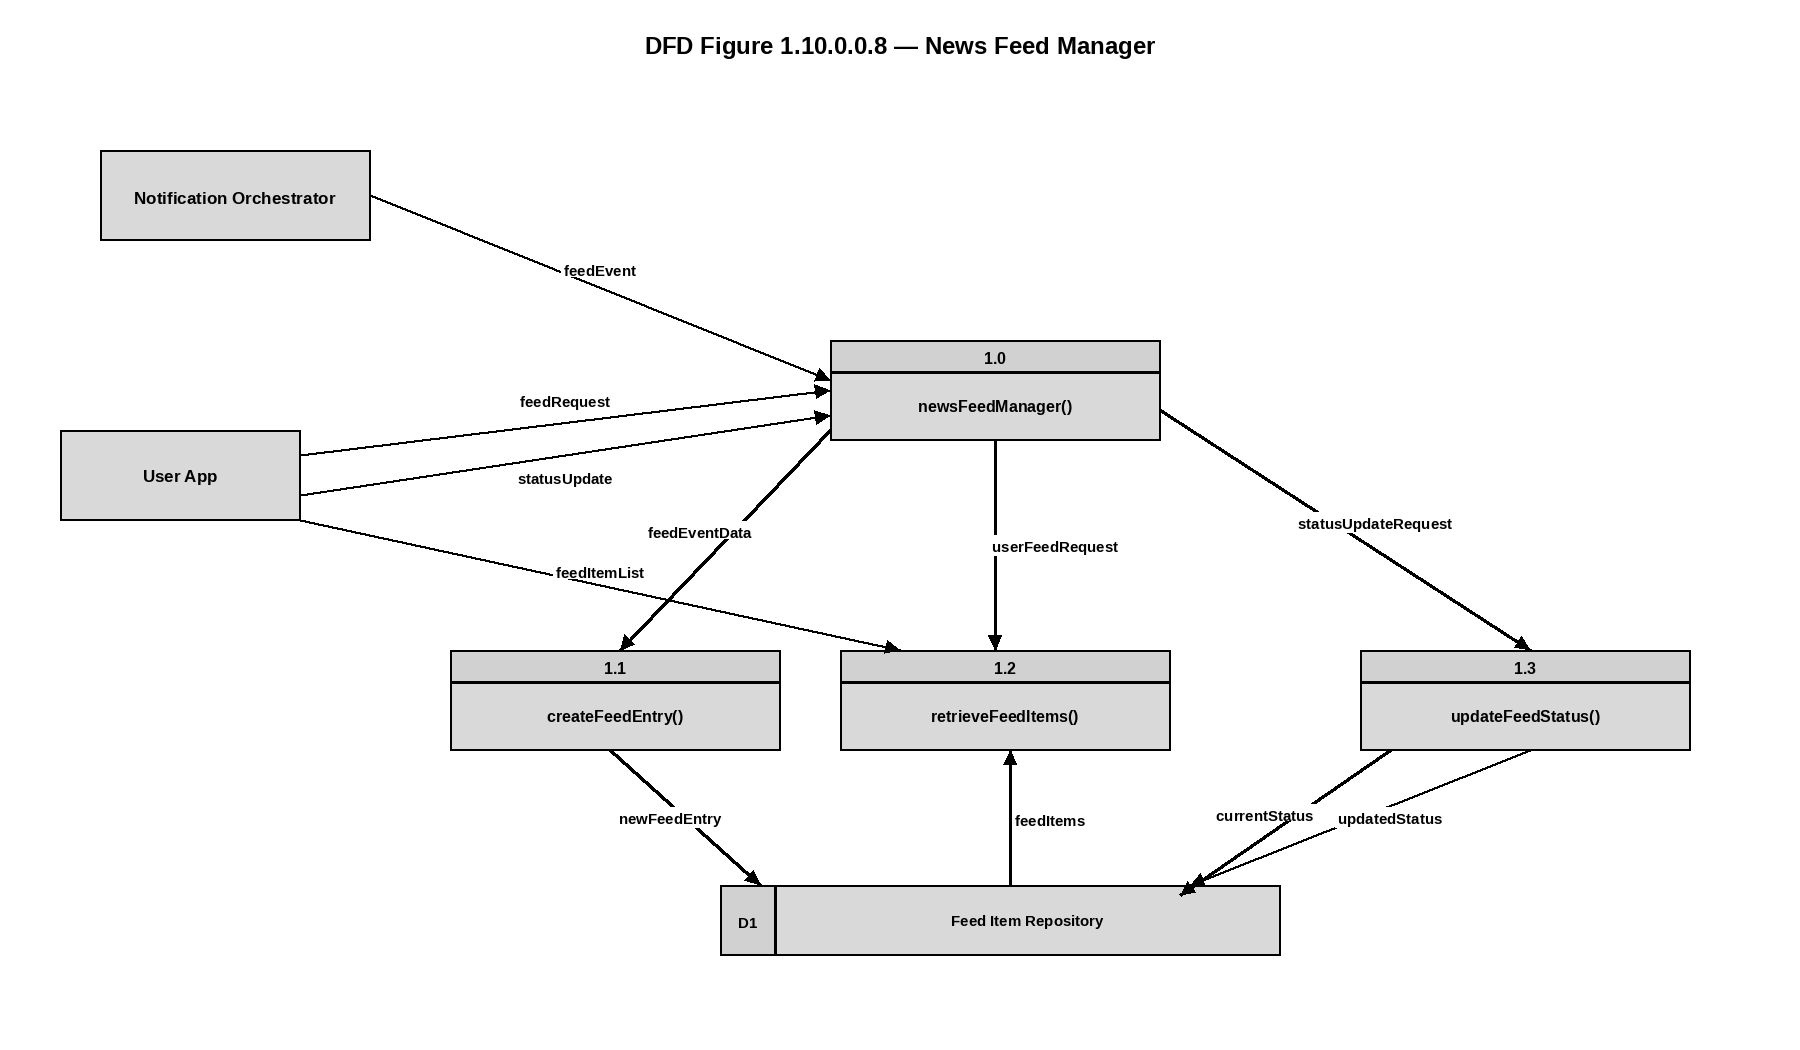 DFD Figure 1.10.0.0.8 — News Feed Manager
Notification Orchestrator
feedEvent
1.0
newsFeedManager()
feedRequest
User App
statusUpdate
feedEventData
userFeedRequest
statusUpdateRequest
feedItemList
1.1
createFeedEntry()
1.2
retrieveFeedItems()
1.3
updateFeedStatus()
newFeedEntry
feedItems
currentStatus
updatedStatus
D1
Feed Item Repository